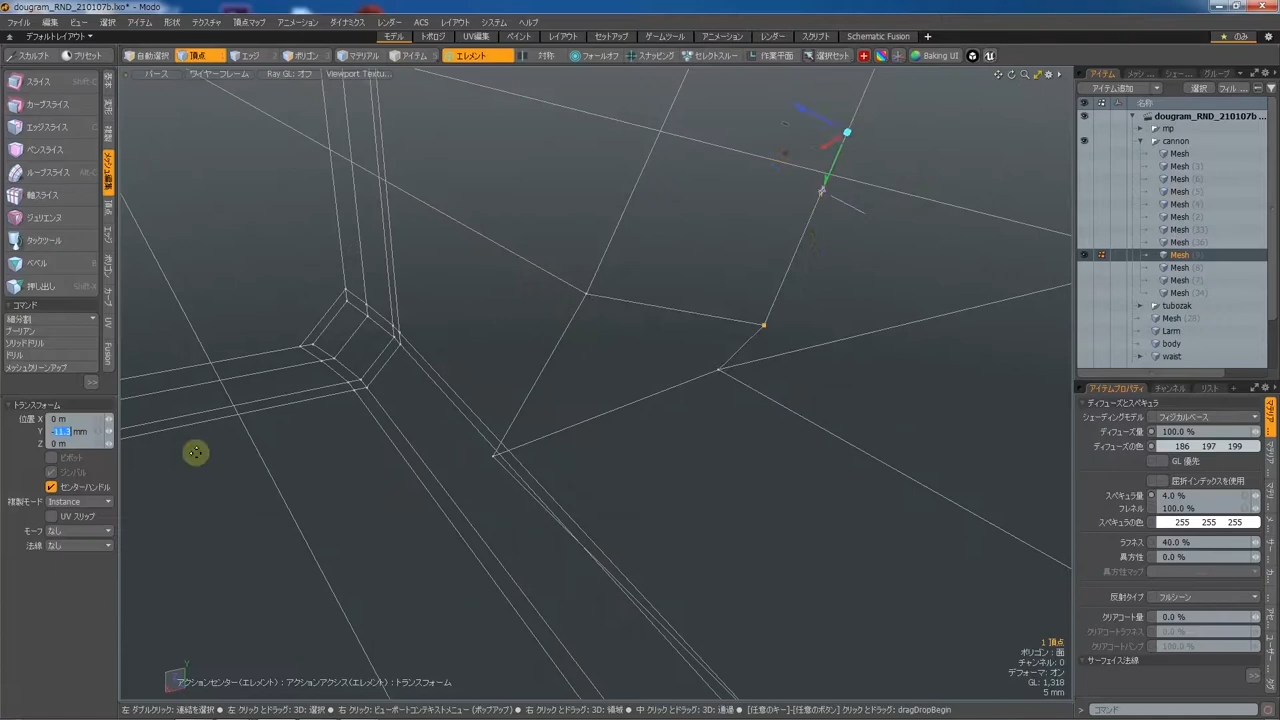 dougram_RND_210107b.lxo* - Modo
ファイル 編集 ビュー 選択 アイテム 形状 テクスチャ 頂点マップ アニメーション ダイナミクス レンダー ACS レイアウト システム ヘルプ
デフォルトレイアウト モデル トポロジ UV編集 ペイント レイアウト セットアップ ゲームツール アニメーション レンダー スクリプト Schematic Fusion のみ
スカルプト プリセット 自動選択 頂点 エッジ ポリゴン マテリアル アイテム エレメント 対称 フォールオフ スナッピング セレクトスルー 作業平面 選択セット Baking UI
パース ワイヤーフレーム Ray GL: オフ Viewport Textu...
アイテム メッシ... シェー... グループ
アイテム追加 選択 フィル...
名称
dougram_RND_210107b ...
mp
cannon
Mesh
Mesh (3)
Mesh (6)
Mesh (5)
Mesh (4)
Mesh (2)
Mesh (33)
Mesh (36)
Mesh
Mesh (8)
Mesh (7)
Mesh (34)
tubozak
Mesh (28)
Larm
body
waist
スライス Shift-C
カーブスライス
エッジスライス C
ペンスライス
ループスライス Alt-C
軸スライス
ジュリエンヌ
タックツール
ベベル B
押し出し Shift-X
コマンド
細分割
ブーリアン
ソリッドドリル
ドリル
メッシュクリーンアップ
>>
基本
変形
複製
メッシュ編集
頂点
エッジ
ポリゴン
カーブ
UV
Fusion
トランスフォーム
位置 X 0 m
Y -11.3 mm
Z 0 m
ピボット
ワンバル
センターハンドル
複製モード Instance
UV スリップ
モーフ なし
法線 なし
アイテムプロパティ チャンネル リスト +
ディフューズとスペキュラ
シェーディングモデル フィジカルベース
ディフューズ量 100.0 %
ディフューズの色 186 197 199
GL 優先
屈折インデックスを使用
スペキュラ量 4.0 %
フレネル 100.0 %
スペキュラの色 255 255 255
ラフネス 40.0 %
異方性 0.0 %
異方性マップ
反射タイプ フルシーン
クリアコート量 0.0 %
クリアコートラフネス 0.0 %
クリアコートバンプ 100.0 %
サーフェイス法線
>>
1 頂点
ポリゴン : 面
チャンネル: 0
デフォーマ: オン
GL: 1,318
5 mm
Y
アクションセンター(エレメント) : アクションアクシス(エレメント) : トランスフォーム
左 ダブルクリック: 連結を選択 ● 左 クリックとドラッグ: 3D: 選択 ● 右 クリック: ビューポートコンテキストメニュー (ポップアップ) ● 右 クリックとドラッグ: 3D: 領域 ● 中 クリックとドラッグ: 3D: 透過 ● [任意のキー]-[任意のボタン] クリックとドラッグ: dragDropBegin
コマンド